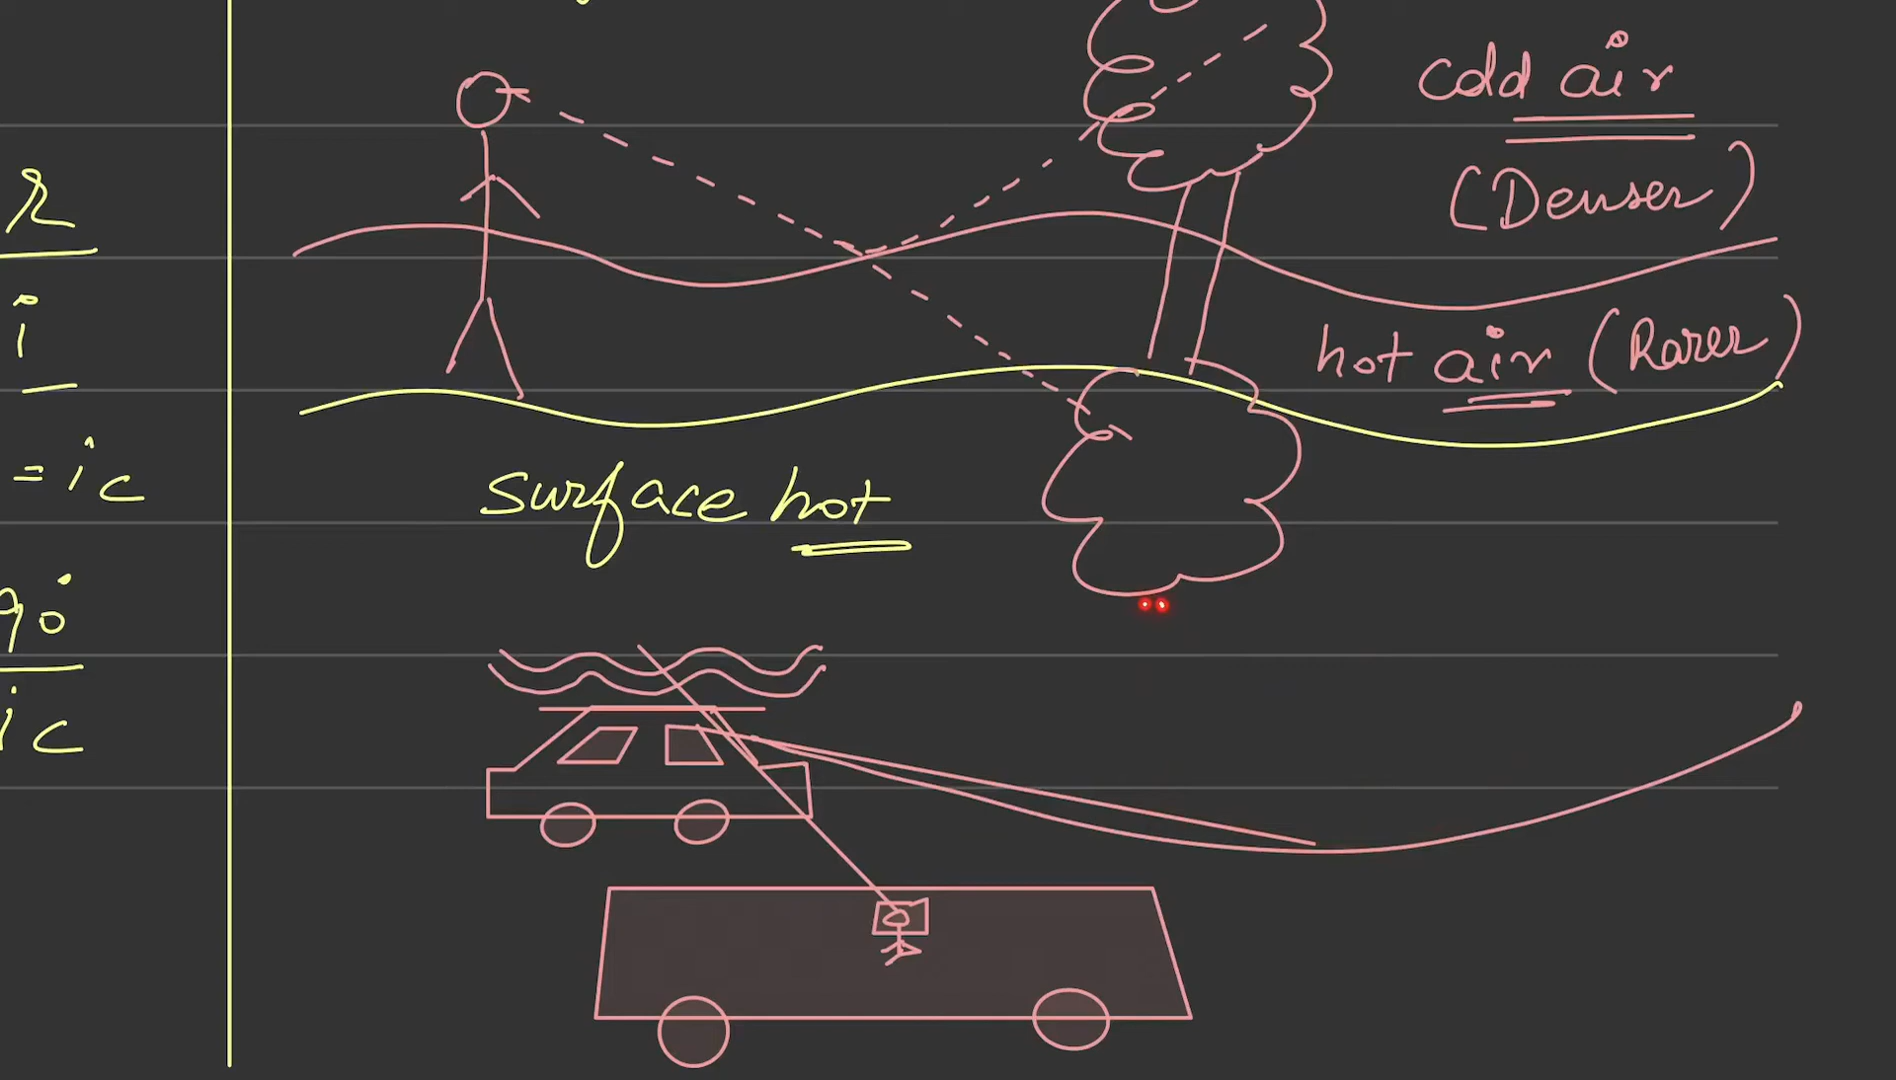 r
i
= ic
90°
ic
cold air
(Denser)
hot air (Rarer)
surface hot